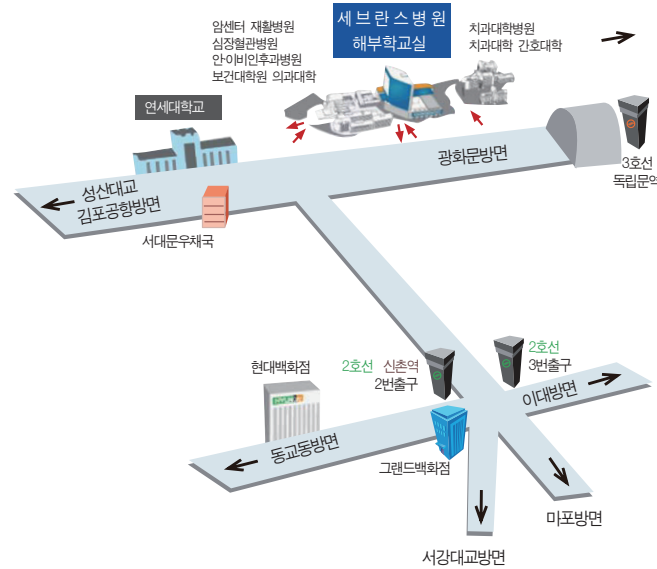 암센터 재활병원
심장혈관병원
안·이비인후과병원
보건대학원 의과대학
세브란스병원
해부학교실
치과대학병원
치과대학 간호대학
연세대학교
광화문방면
3호선
독립문역
성산대교
김포공항방면
서대문우체국
현대백화점
2호선 신촌역
2번출구
2호선
3번출구
이대방면
동교동방면
그랜드백화점
마포방면
서강대교방면